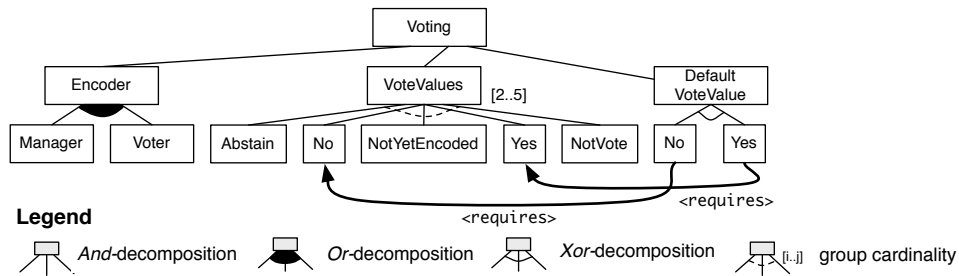 Voting
Encoder
VoteValues
[2..5]
Default
VoteValue
Manager
Voter
Abstain
No
NotYetEncoded
Yes
NotVote
No
Yes
<requires>
<requires>
Legend
And-decomposition
Or-decomposition
Xor-decomposition
[i..j]
group cardinality